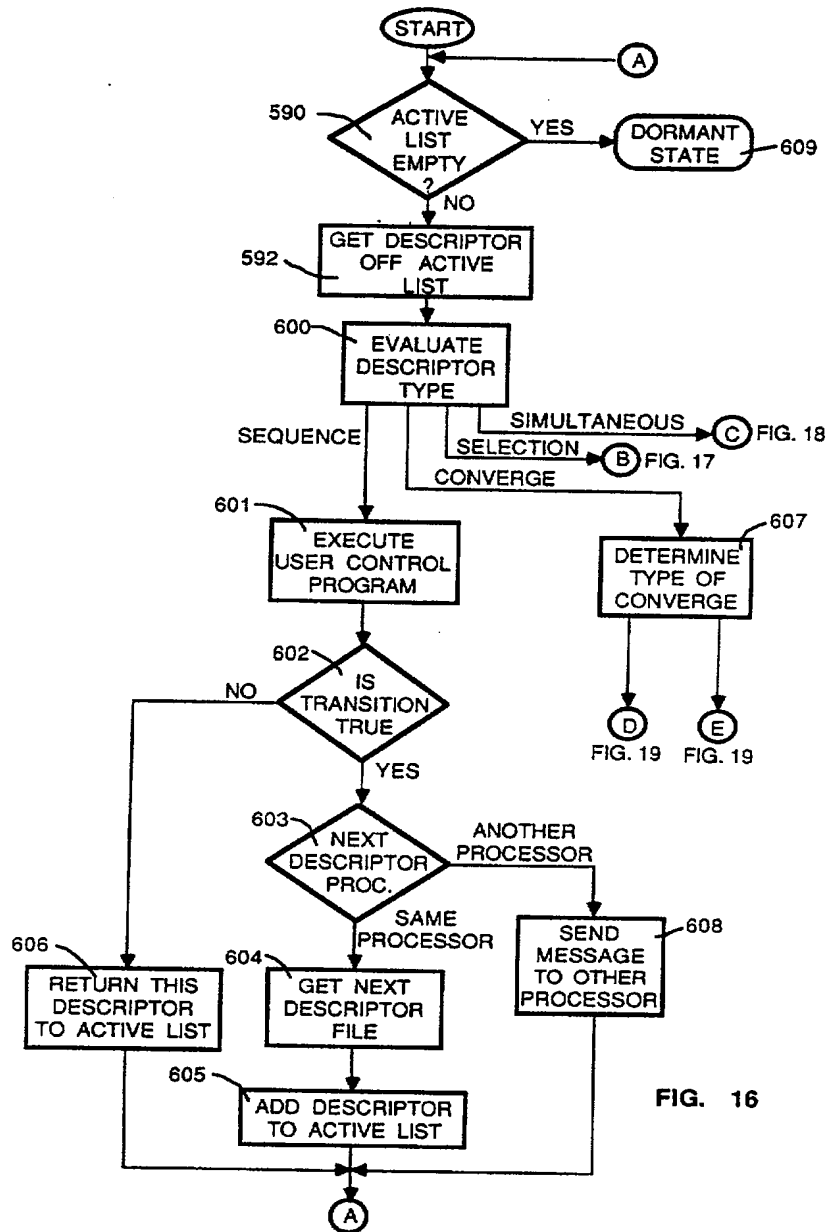 START
A
590
ACTIVE
LIST
EMPTY
?
YES
DORMANT
STATE
609
NO
592
GET DESCRIPTOR
OFF ACTIVE
LIST
600
EVALUATE
DESCRIPTOR
TYPE
SEQUENCE
SIMULTANEOUS
C FIG. 18
SELECTION
B FIG. 17
CONVERGE
601
EXECUTE
USER CONTROL
PROGRAM
607
DETERMINE
TYPE OF
CONVERGE
602
IS
TRANSITION
TRUE
NO
YES
D
FIG. 19
E
FIG. 19
603
NEXT
DESCRIPTOR
PROC.
ANOTHER
PROCESSOR
SAME
PROCESSOR
606
RETURN THIS
DESCRIPTOR
TO ACTIVE LIST
604
GET NEXT
DESCRIPTOR
FILE
608
SEND
MESSAGE
TO OTHER
PROCESSOR
605
ADD DESCRIPTOR
TO ACTIVE LIST
FIG. 16
A